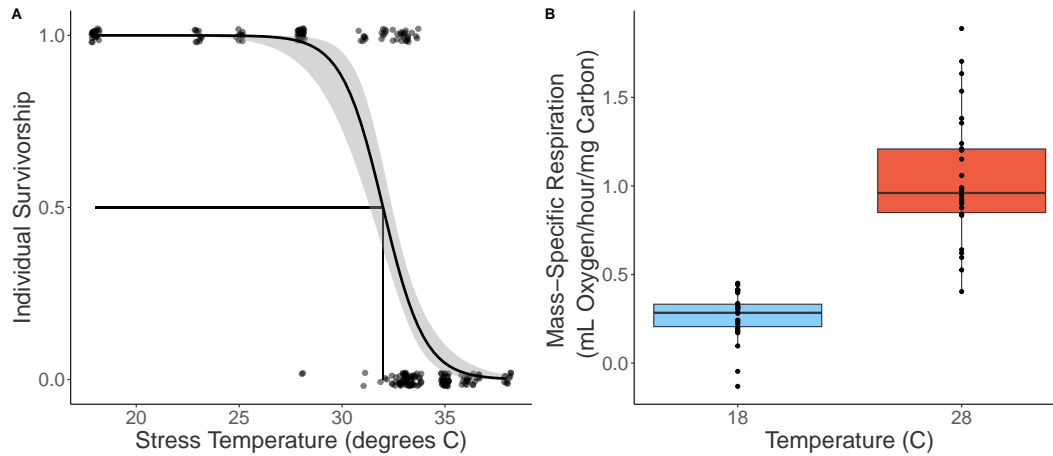 A
1.0
0.5
0.0
20
25
30
35
Individual Survivorship
Stress Temperature (degrees C)
B
1.5
1.0
0.5
0.0
18
28
Mass−Specific Respiration
(mL Oxygen/hour/mg Carbon)
Temperature (C)